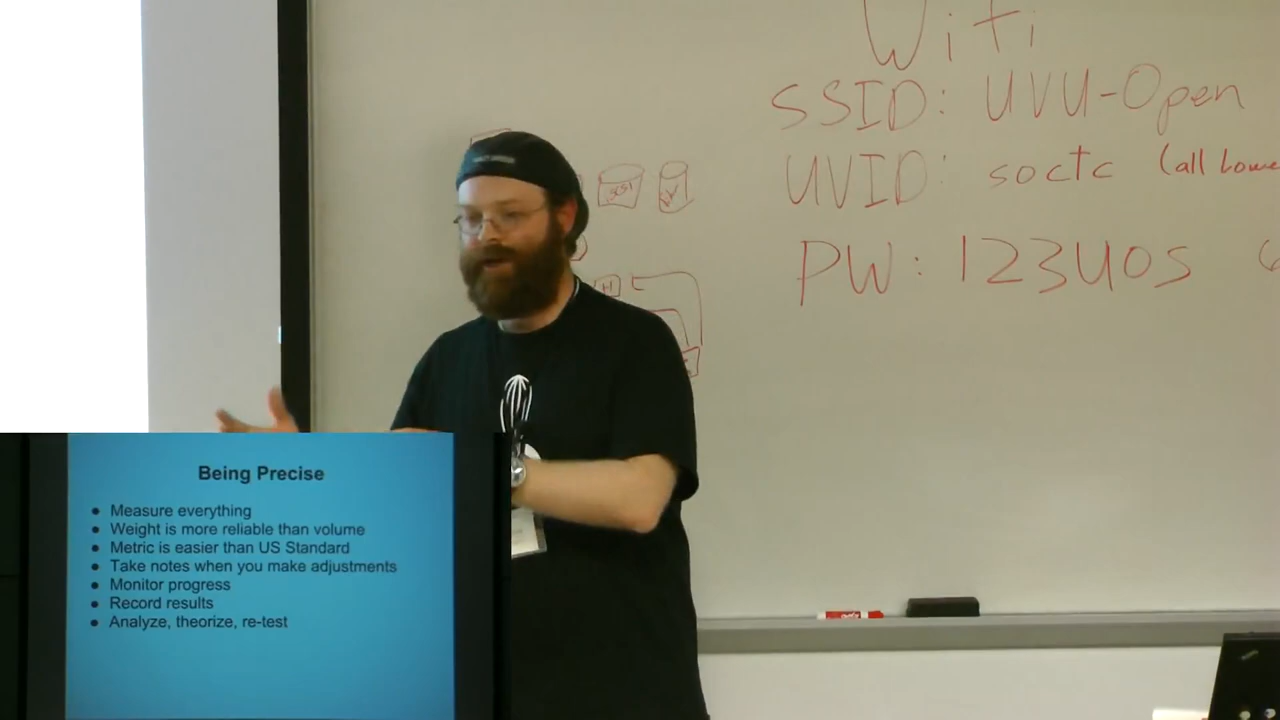 Wifi
SSID: UVU-Open
UVID: soctc (all Lowe
PW: 123UOS
SCSI
H
Being Precise
● Measure everything
● Weight is more reliable than volume
● Metric is easier than US Standard
● Take notes when you make adjustments
● Monitor progress
● Record results
● Analyze, theorize, re-test